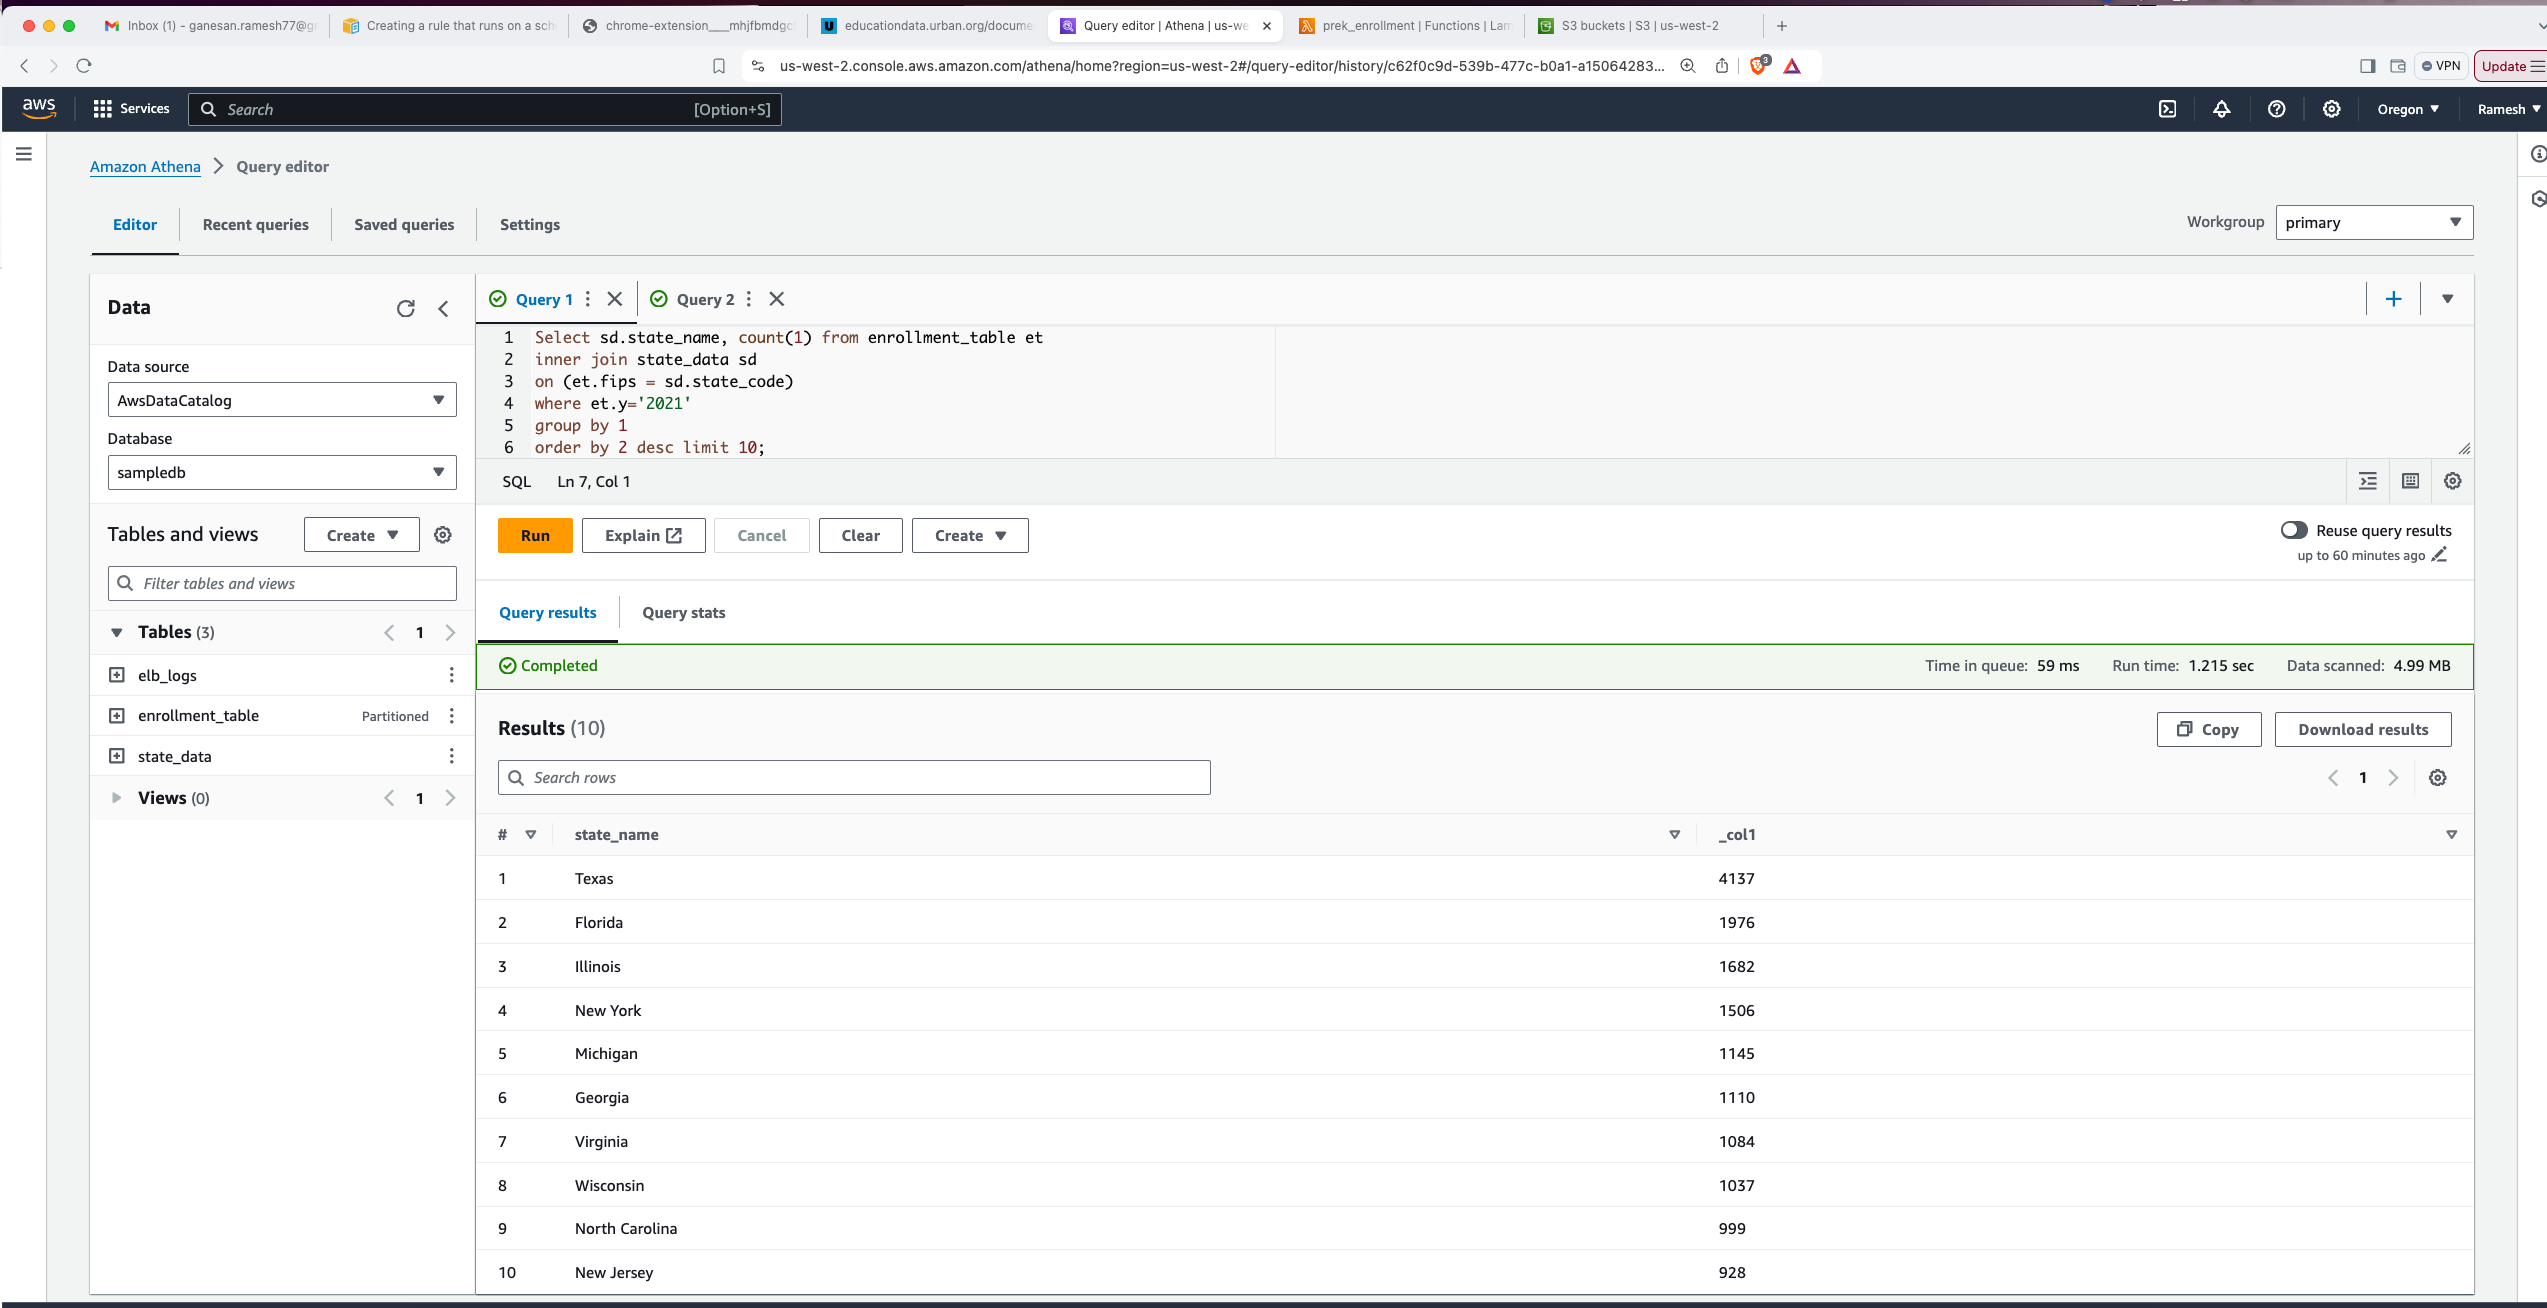 Inbox (1) - ganesan.ramesh77@g
Creating a rule that runs on a sch
chrome-extension___mhjfbmdgc
educationdata.urban.org/docume
Query editor | Athena | us-we
prek_enrollment | Functions | Lam
S3 buckets | S3 | us-west-2
us-west-2.console.aws.amazon.com/athena/home?region=us-west-2#/query-editor/history/c62f0c9d-539b-477c-b0a1-a15064283...
3
VPN
Update
aws
Services
Search
[Option+S]
Oregon
Ramesh
Amazon Athena
Query editor
Editor
Recent queries
Saved queries
Settings
Workgroup
primary
Data
Data source
AwsDataCatalog
Database
sampledb
Tables and views
Create
Filter tables and views
Tables (3)
1
elb_logs
enrollment_table Partitioned
state_data
Views (0)
1
Query 1
Query 2
1 Select sd.state_name, count(1) from enrollment_table et
2 inner join state_data sd
3 on (et.fips = sd.state_code)
4 where et.y='2021'
5 group by 1
6 order by 2 desc limit 10;
SQL Ln 7, Col 1
Run
Explain
Cancel
Clear
Create
Reuse query results
up to 60 minutes ago
Query results
Query stats
Completed
Time in queue: 59 ms Run time: 1.215 sec Data scanned: 4.99 MB
Results (10)
Copy
Download results
Search rows
1
# state_name _col1
1 Texas 4137
2 Florida 1976
3 Illinois 1682
4 New York 1506
5 Michigan 1145
6 Georgia 1110
7 Virginia 1084
8 Wisconsin 1037
9 North Carolina 999
10 New Jersey 928